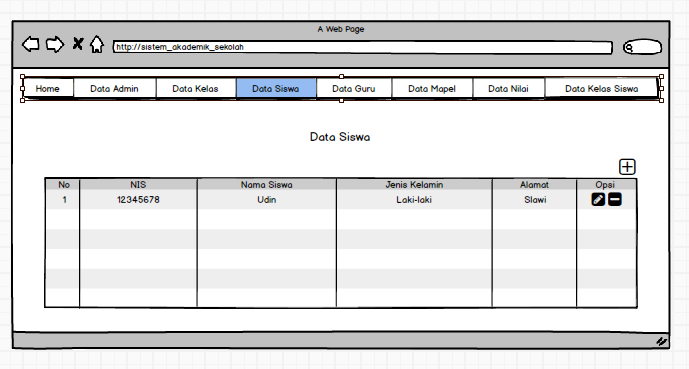 A Web Page
http://sistem_akademik_sekolah
Home Data Admin Data Kelas Data Siswa Data Guru Data Mapel Data Nilai Data Kelas Siswa
Data Siswa
No NIS Nama Siswa Jenis Kelamin Alamat Opsi
1 12345678 Udin Laki-laki Slawi